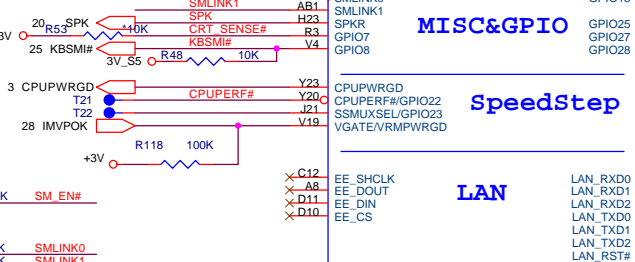 SMLINK1 AB1 SMLINK1
20 SPK SPK H23 SPKR MISC&GPIO GPIO25
3V R53 *10K CRT_SENSE# R3 GPIO7 GPIO27
25 KBSMI# KBSMI# V4 GPIO8 GPIO28
3V_S5 R48 10K
3 CPUPWRGD Y23 CPUPWRGD
T21 CPUPERF# Y20 CPUPERF#/GPIO22 SpeedStep
T22 J21 SSMUXSEL/GPIO23
28 IMVPOK V19 VGATE/VRMPWRGD
R118 100K
+3V
C12 EE_SHCLK LAN_RXD0
K SM_EN# A8 EE_DOUT LAN LAN_RXD1
D11 EE_DIN LAN_RXD2
D10 EE_CS LAN_TXD0
LAN_TXD1
K SMLINK0 LAN_TXD2
K SMLINK1 LAN_RST#